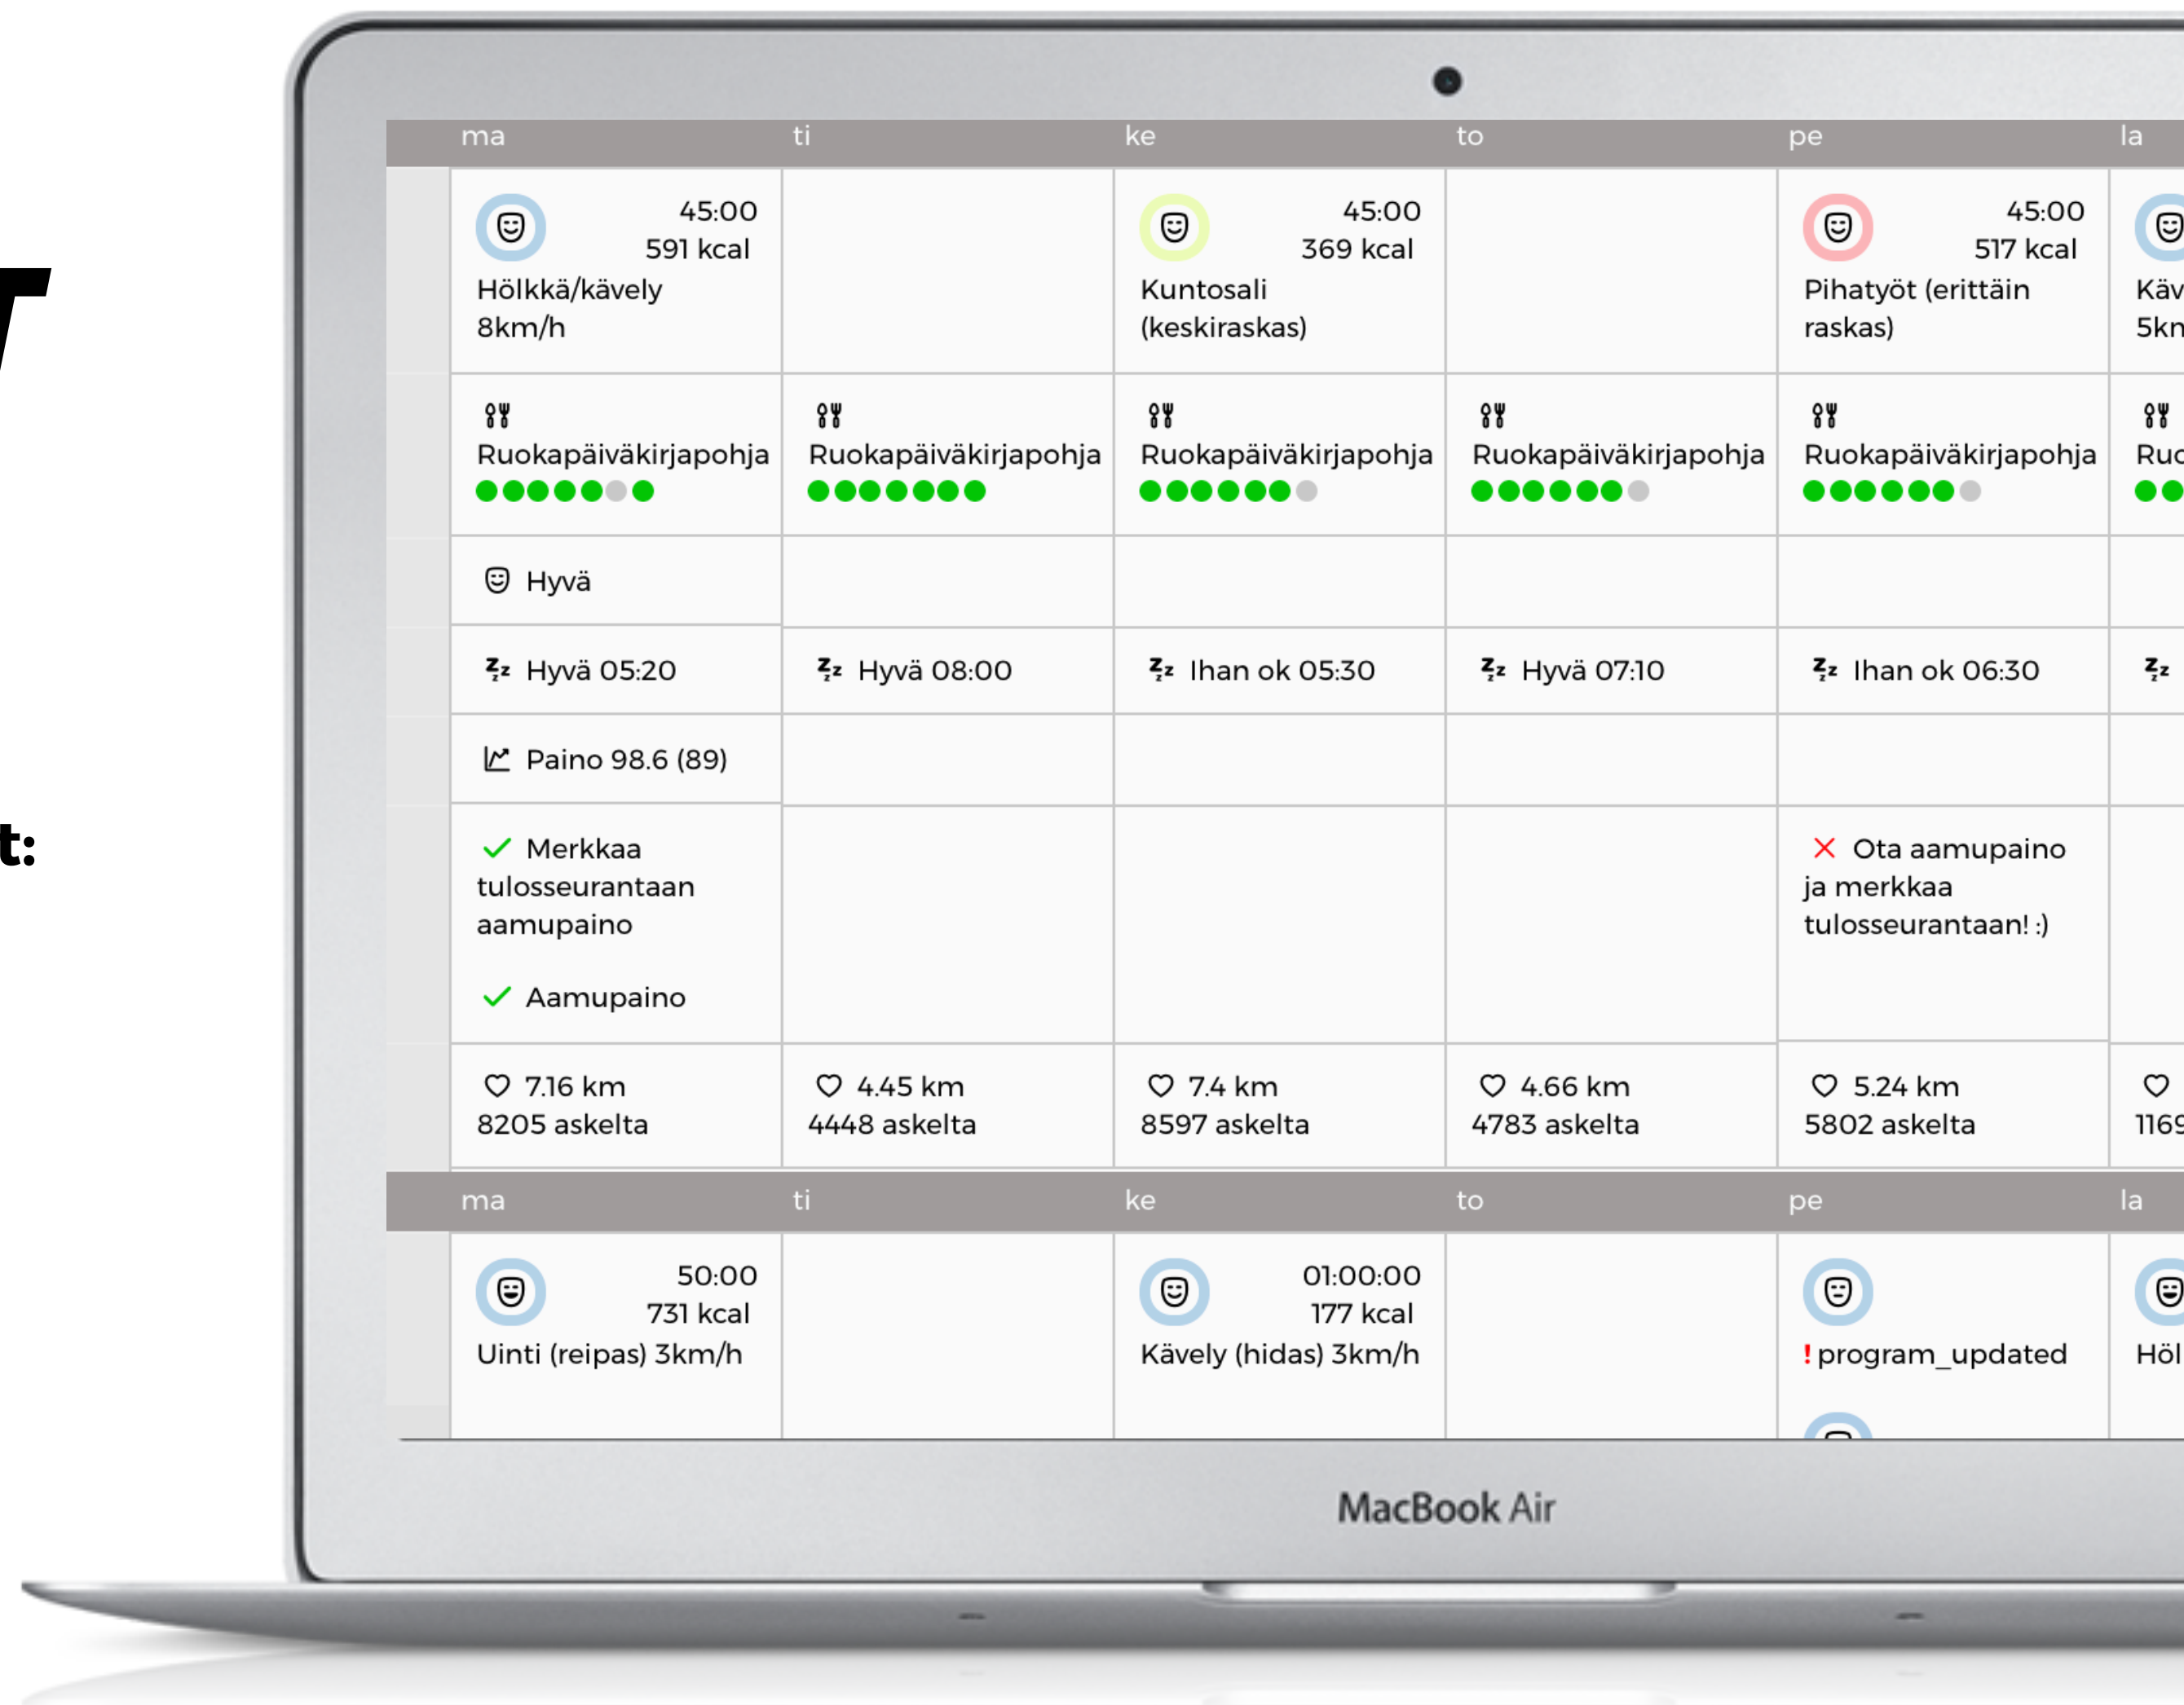 t:
ma ti ke to pe la
45:00
591 kcal
Hölkkä/kävely
8km/h
45:00
369 kcal
Kuntosali
(keskiraskas)
45:00
517 kcal
Pihatyöt (erittäin
raskas)
Ruokapäiväkirjapohja
Ruokapäiväkirjapohja
Ruokapäiväkirjapohja
Ruokapäiväkirjapohja
Ruokapäiväkirjapohja
Hyvä
Hyvä 05:20
Hyvä 08:00
Ihan ok 05:30
Hyvä 07:10
Ihan ok 06:30
Paino 98.6 (89)
Merkkaa
tulosseurantaan
aamupaino
Aamupaino
Ota aamupaino
ja merkkaa
tulosseurantaan! :)
7.16 km
8205 askelta
4.45 km
4448 askelta
7.4 km
8597 askelta
4.66 km
4783 askelta
5.24 km
5802 askelta
ma ti ke to pe la
50:00
731 kcal
Uinti (reipas) 3km/h
01:00:00
177 kcal
Kävely (hidas) 3km/h
!program_updated
MacBook Air